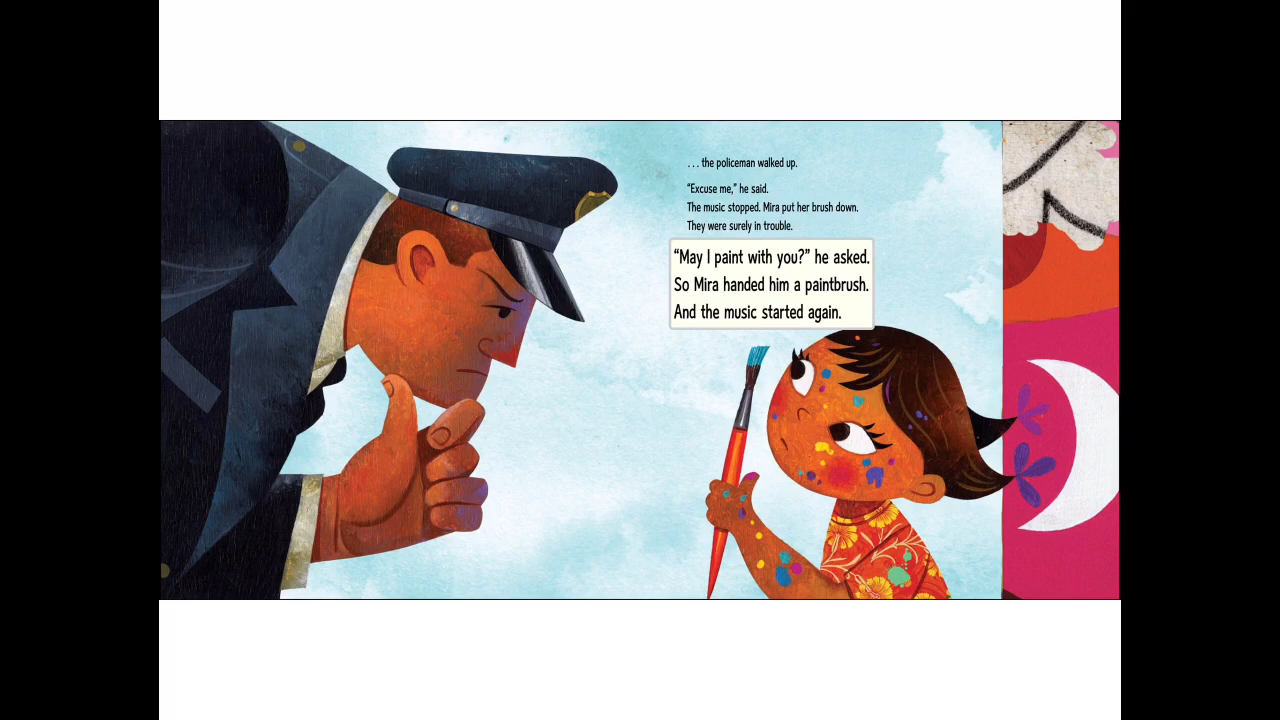 . . . the policeman walked up.
“Excuse me,” he said.
The music stopped. Mira put her brush down.
They were surely in trouble.
“May I paint with you?” he asked.
So Mira handed him a paintbrush.
And the music started again.